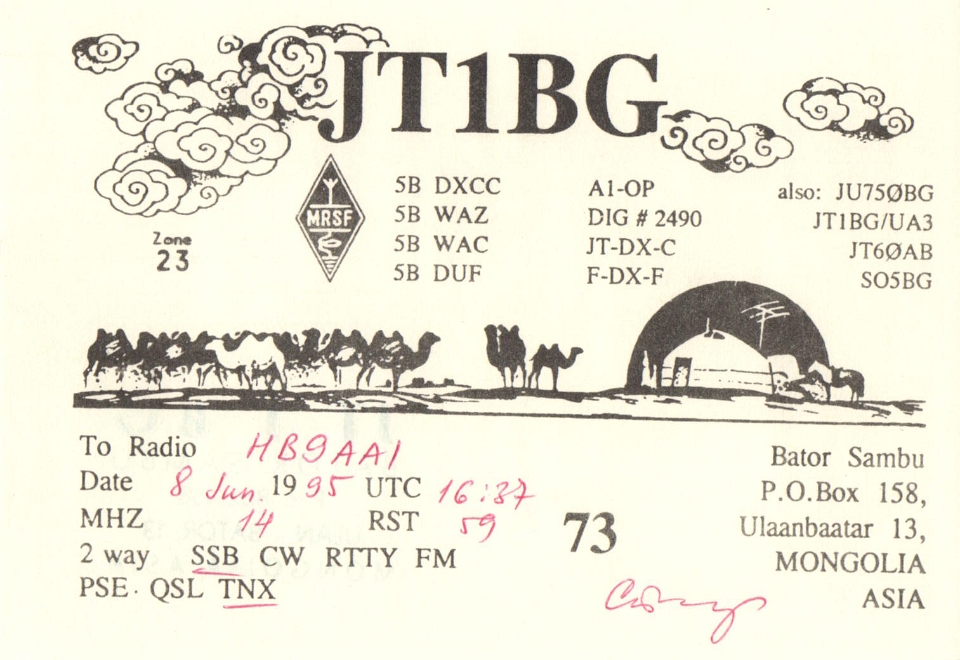 JT1BG
MRSF
Zone
23
5B DXCC
5B WAZ
5B WAC
5B DUF
A1-OP
DIG # 2490
JT-DX-C
F-DX-F
also: JU75ØBG
JT1BG/UA3
JT6ØAB
SO5BG
To Radio HB9AAI
Date 8 Jun. 1995 UTC 16:37
MHZ 14 RST 59
2 way SSB CW RTTY FM
PSE · QSL TNX
73
Bator Sambu
P.O.Box 158,
Ulaanbaatar 13,
MONGOLIA
ASIA